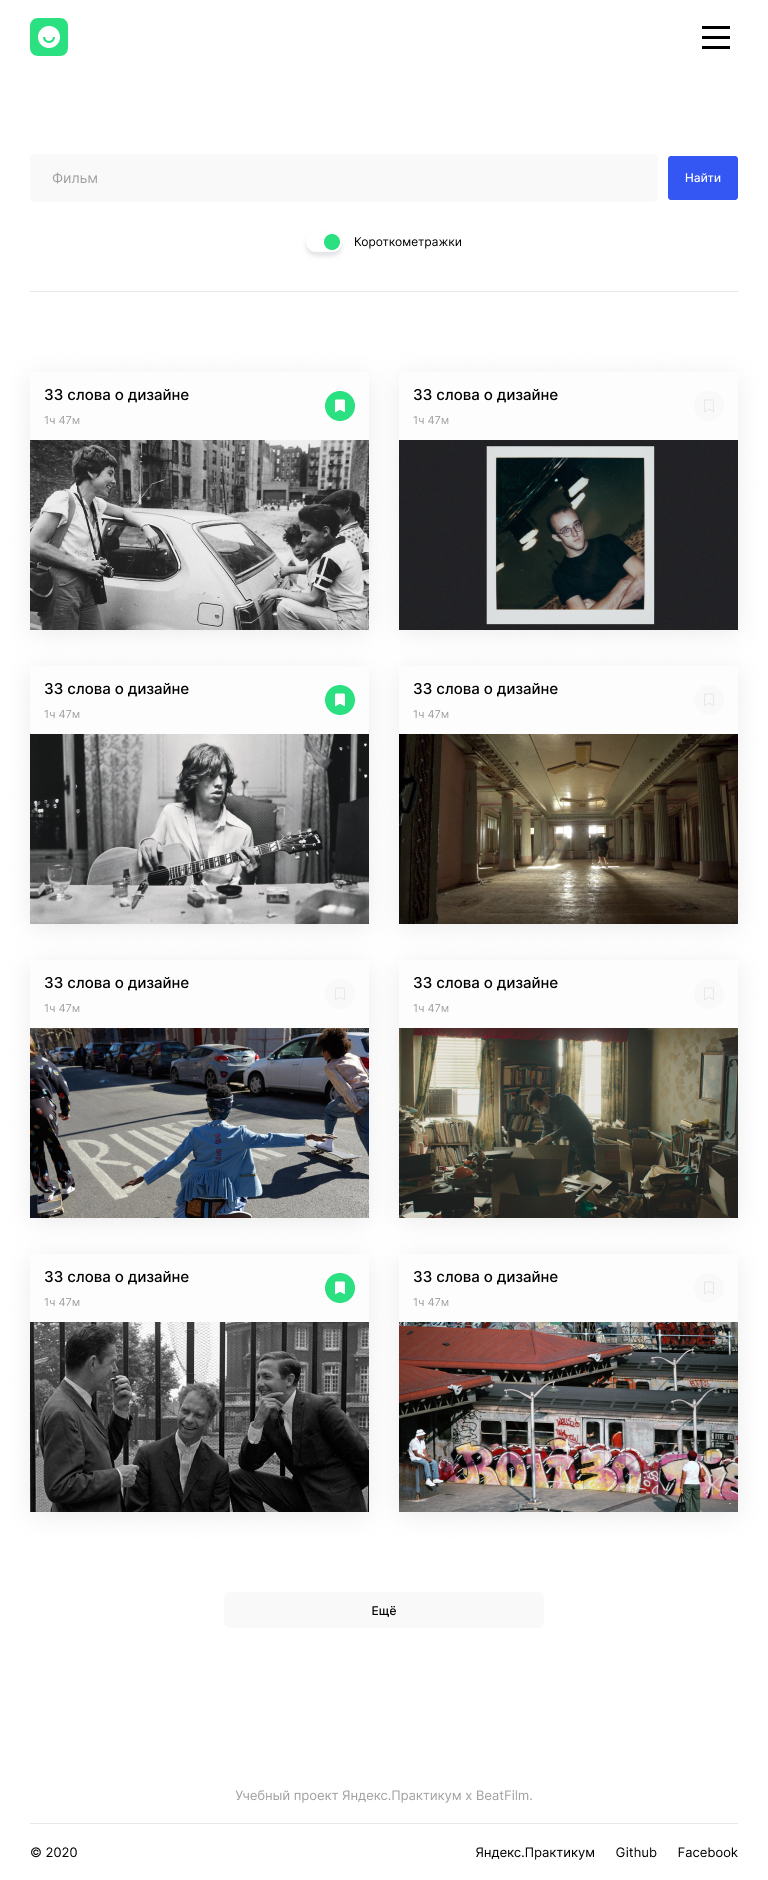 Фильм
Найти
Короткометражки
33 слова о дизайне
1ч 47м
33 слова о дизайне
1ч 47м
33 слова о дизайне
1ч 47м
33 слова о дизайне
1ч 47м
33 слова о дизайне
1ч 47м
33 слова о дизайне
1ч 47м
33 слова о дизайне
1ч 47м
33 слова о дизайне
1ч 47м
Ещё
Учебный проект Яндекс.Практикум х BeatFilm.
© 2020
Яндекс.Практикум Github Facebook